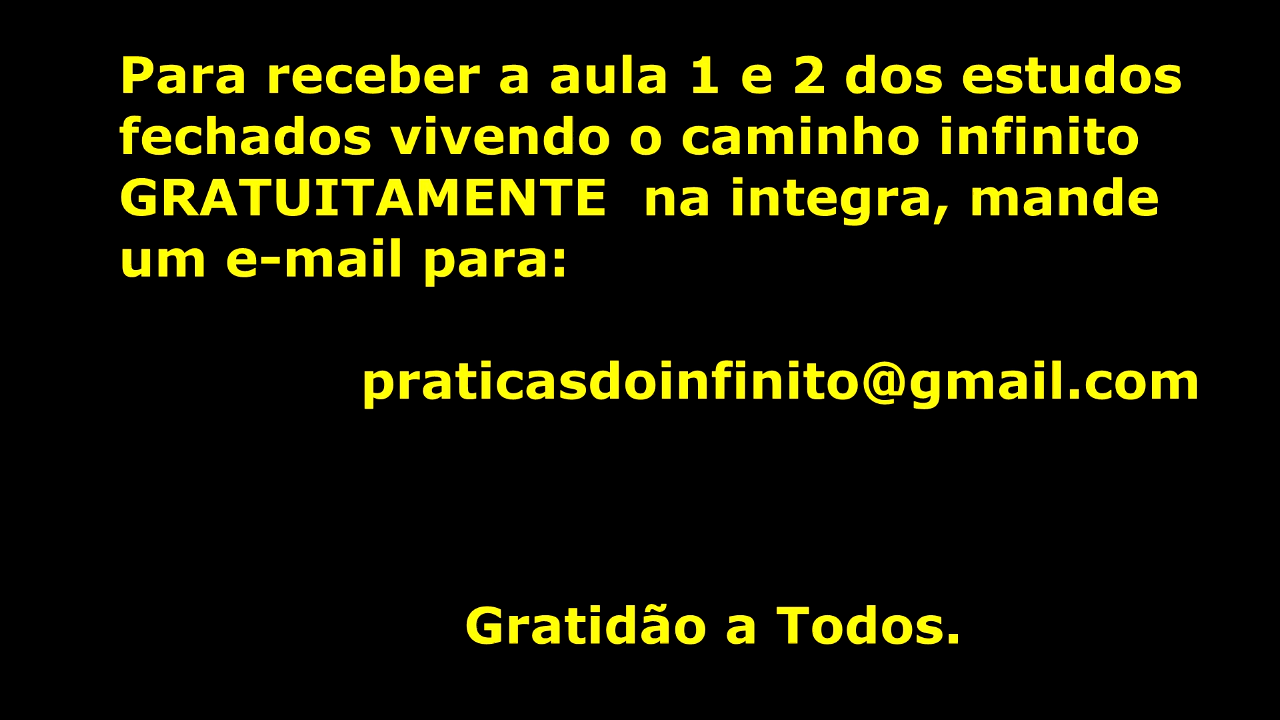 Para receber a aula 1 e 2 dos estudos
fechados vivendo o caminho infinito
GRATUITAMENTE  na integra, mande
um e-mail para:
praticasdoinfinito@gmail.com
Gratidão a Todos.